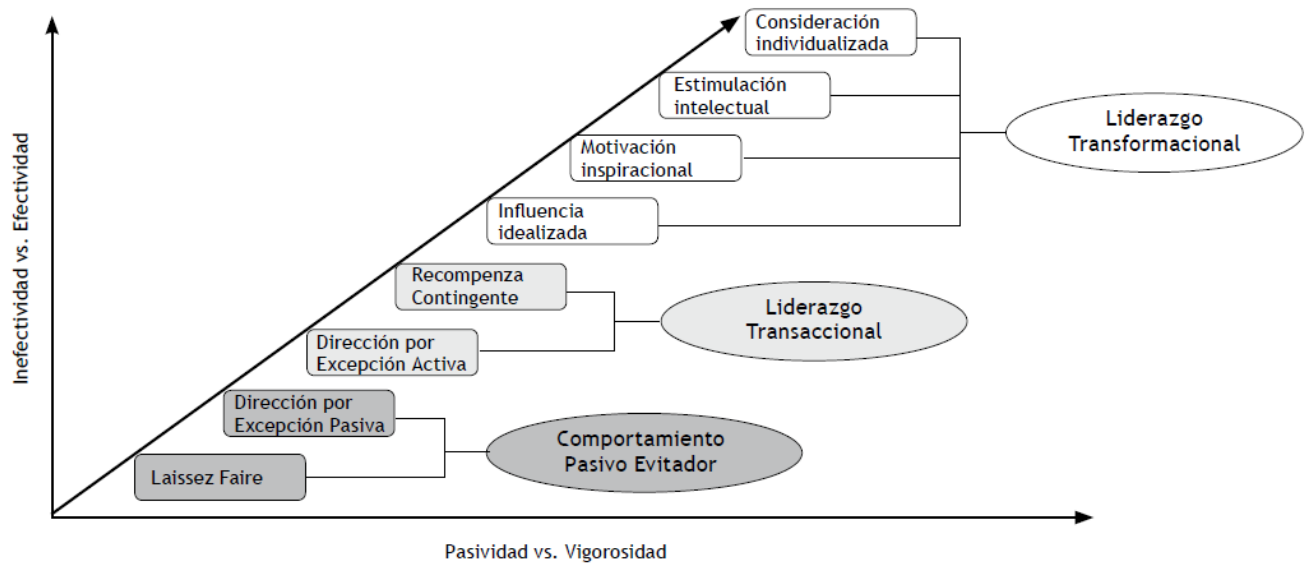 Consideración
individualizada
Estimulación
intelectual
Liderazgo
Transformacional
Motivación
inspiracional
Influencia
idealizada
Recompenza
Contingente
Liderazgo
Transaccional
Dirección por
Excepción Activa
Dirección por
Excepción Pasiva
Comportamiento
Pasivo Evitador
Laissez Faire
Inefectividad vs. Efectividad
Pasividad vs. Vigorosidad